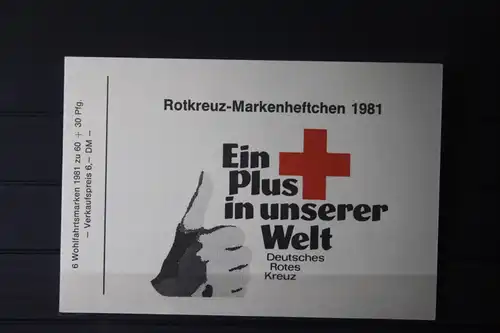 Rotkreuz-Markenheftchen 1981
6 Wohlfahrtsmarken 1981 zu 60 + 30 Pfg.
— Verkaufspreis 6,— DM —
Ein
Plus
in unserer
Welt
Deutsches
Rotes
Kreuz